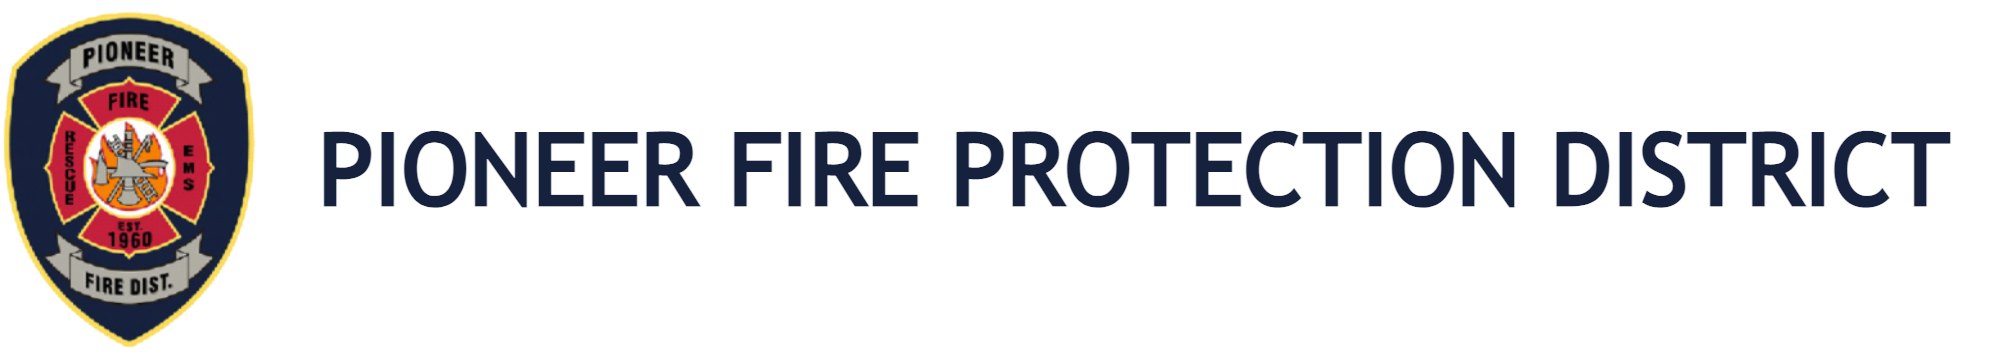 PIONEER
FIRE
RESCUE
EMS
EST.
1960
FIRE DIST.
PIONEER FIRE PROTECTION DISTRICT